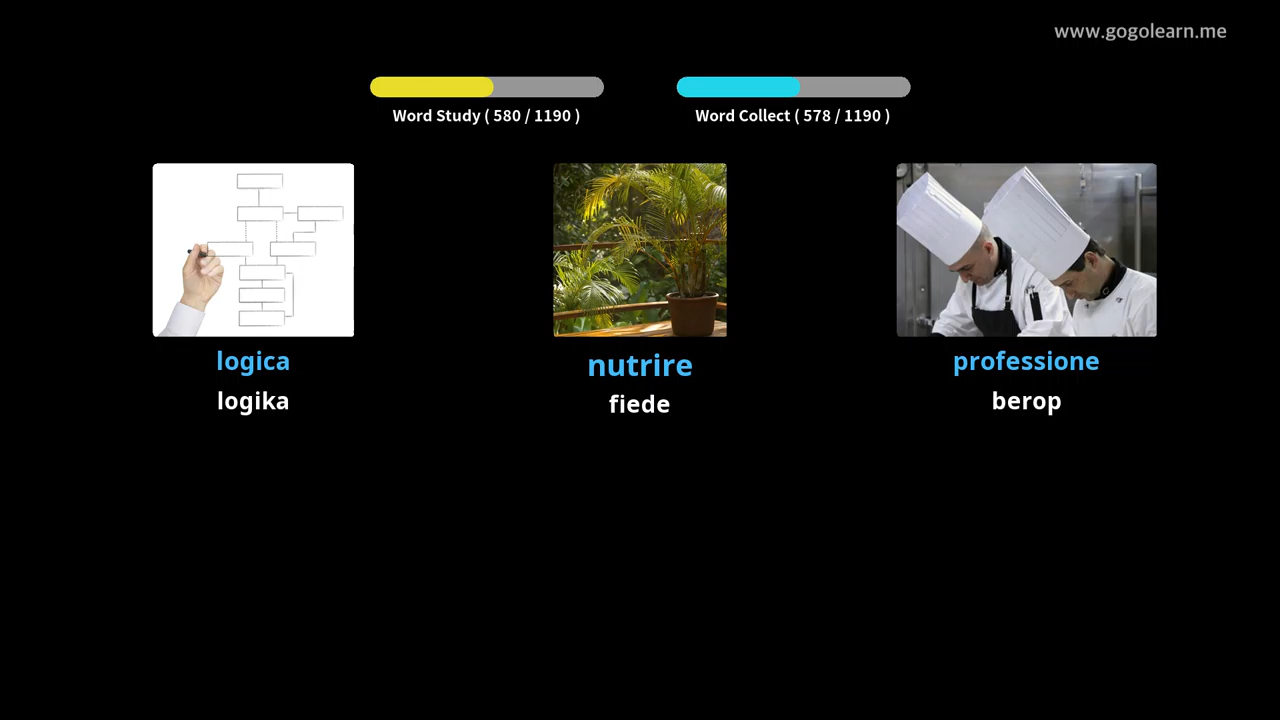 www.gogolearn.me
Word Study ( 580 / 1190 )
Word Collect ( 578 / 1190 )
logica
logika
nutrire
fiede
professione
berop